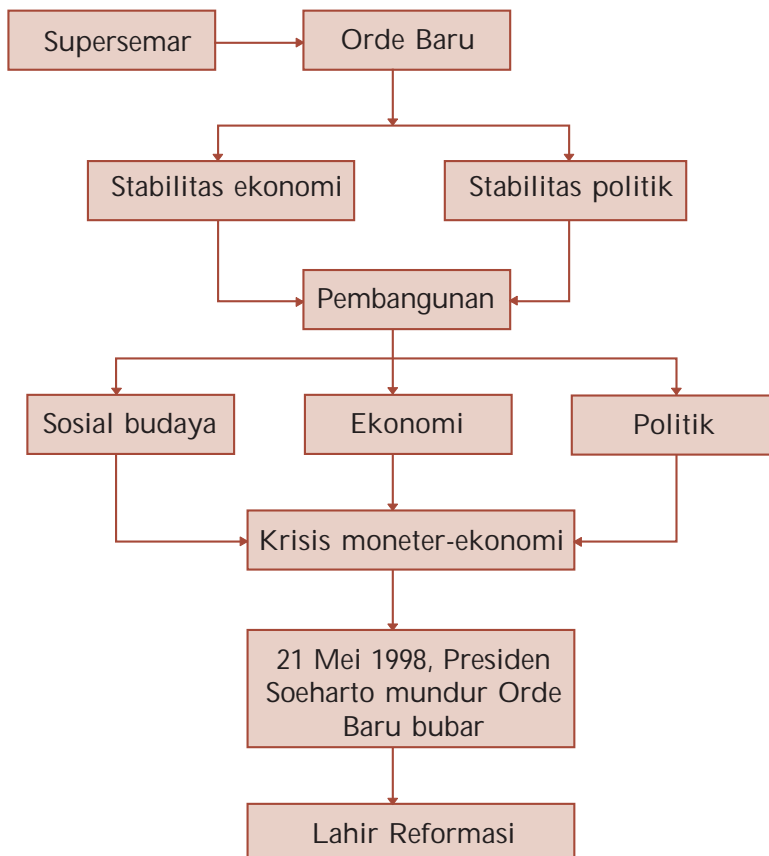 Supersemar
Orde Baru
Stabilitas ekonomi
Stabilitas politik
Pembangunan
Sosial budaya
Ekonomi
Politik
Krisis moneter-ekonomi
21 Mei 1998, Presiden
Soeharto mundur Orde
Baru bubar
Lahir Reformasi